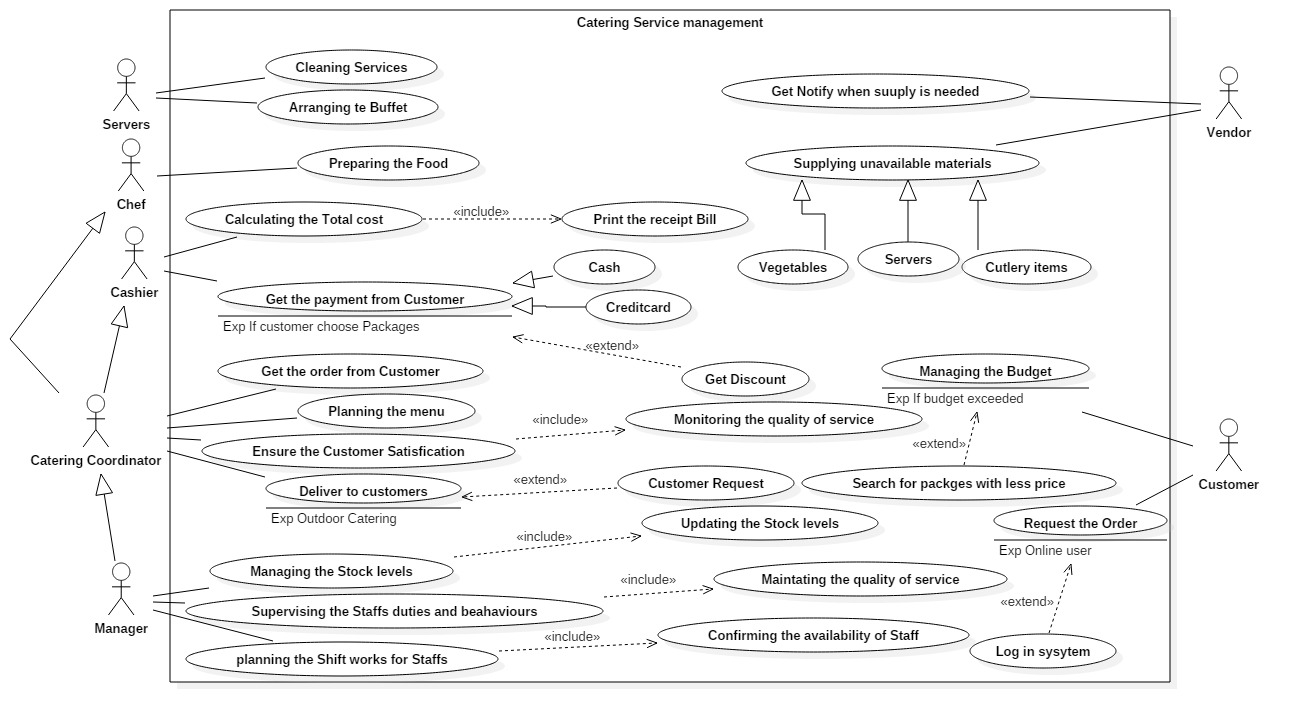 Catering Service management
Cleaning Services
Arranging te Buffet
Servers
Get Notify when suuply is needed
Vendor
Preparing the Food
Supplying unavailable materials
Chef
Calculating the Total cost
«include»
Print the receipt Bill
Cashier
Vegetables
Servers
Cutlery items
Cash
Creditcard
Get the payment from Customer
Exp If customer choose Packages
«extend»
Get Discount
Get the order from Customer
Managing the Budget
Exp If budget exceeded
Planning the menu
«include»
Monitoring the quality of service
Catering Coordinator
Ensure the Customer Satisfication
«extend»
Customer
Deliver to customers
Exp Outdoor Catering
«extend»
Customer Request
Search for packges with less price
Updating the Stock levels
Request the Order
Exp Online user
«include»
Managing the Stock levels
«include»
Maintating the quality of service
Manager
Supervising the Staffs duties and beahaviours
«extend»
planning the Shift works for Staffs
«include»
Confirming the availability of Staff
Log in sysytem